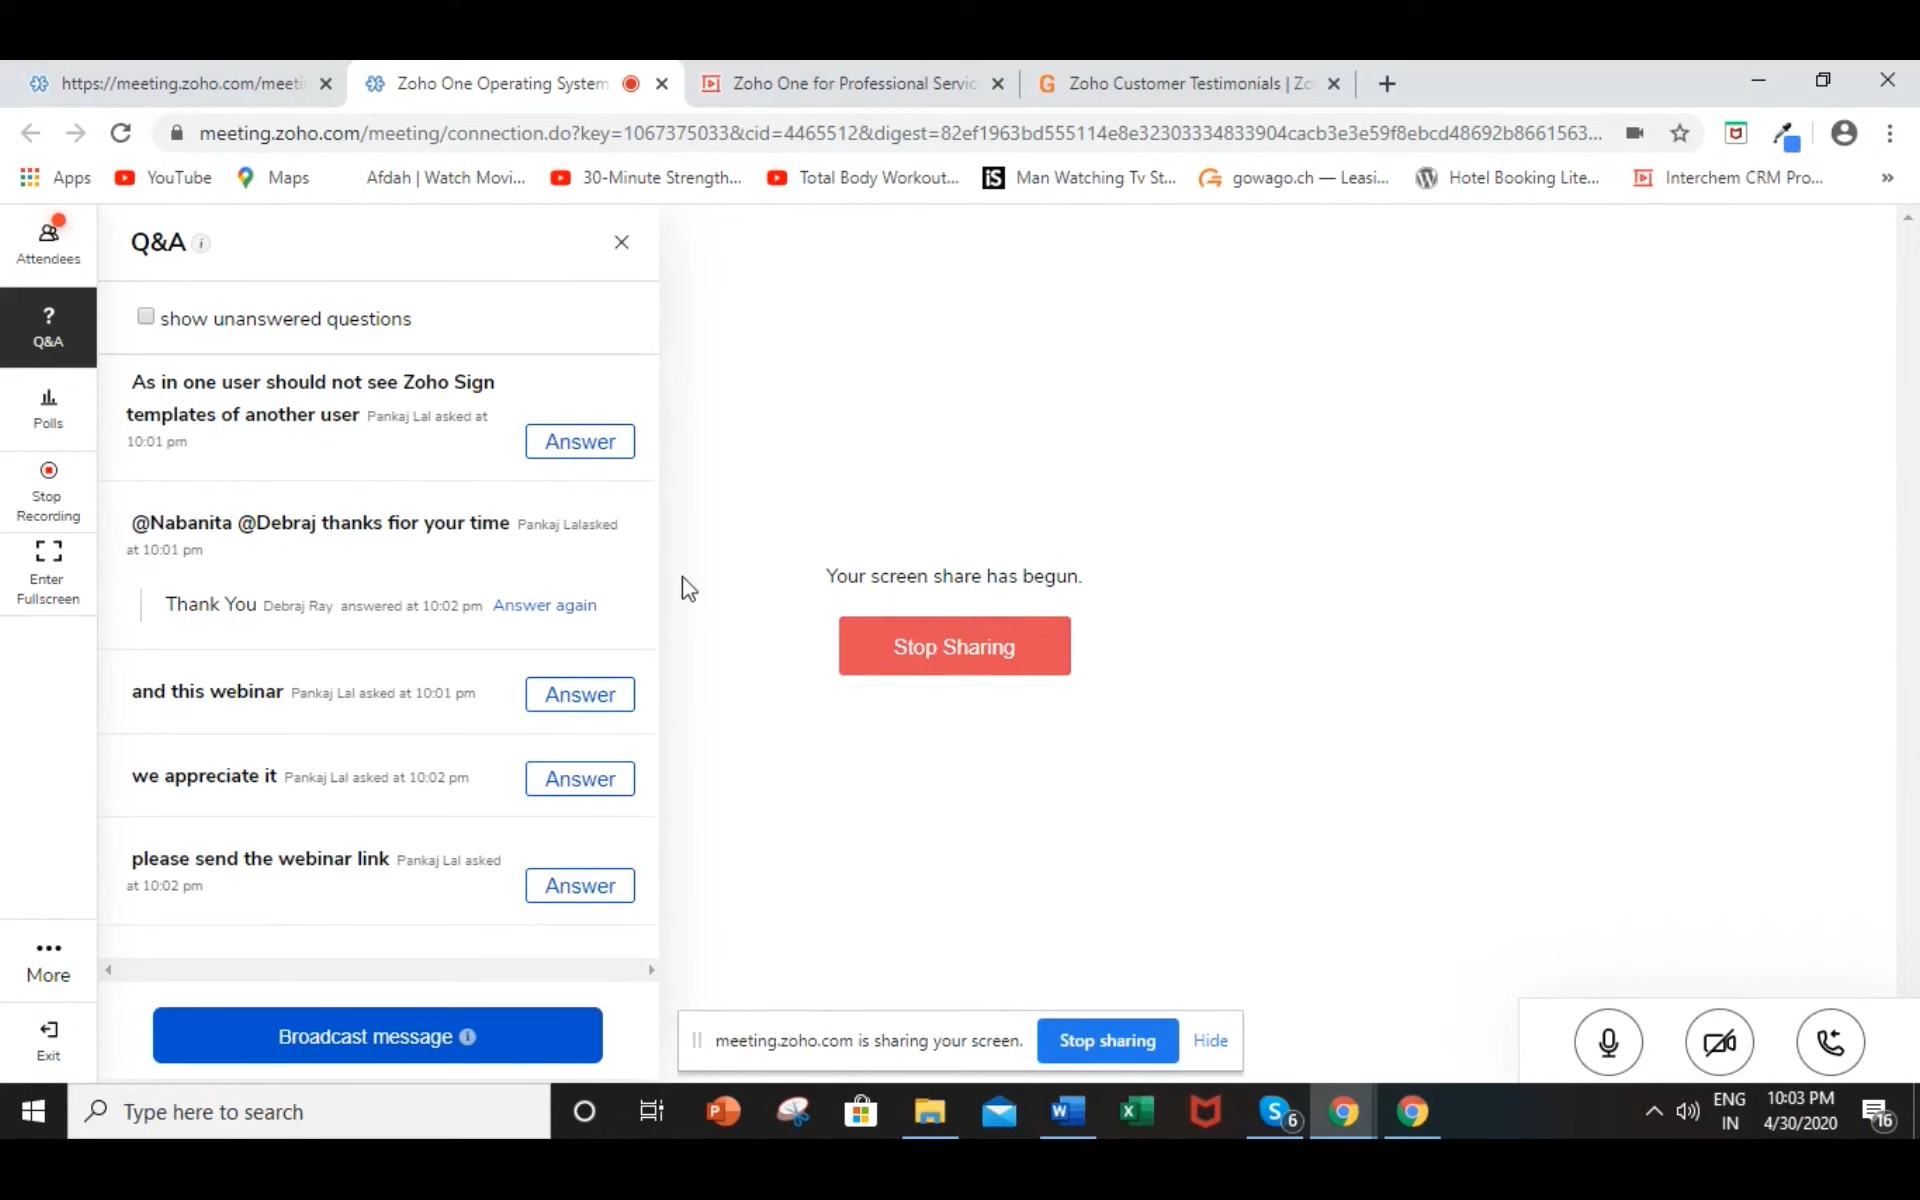 https://meeting.zoho.com/meeti
Zoho One Operating System
Zoho One for Professional Servic
Zoho Customer Testimonials | Zo
meeting.zoho.com/meeting/connection.do?key=1067375033&cid=4465512&digest=82ef1963bd555114e8e32303334833904cacb3e3e59f8ebcd48692b8661563...
Apps
YouTube
Maps
Afdah | Watch Movi...
30-Minute Strength...
Total Body Workout...
iS
Man Watching Tv St...
gowago.ch — Leasi...
Hotel Booking Lite...
Interchem CRM Pro...
»
Attendees
?
Q&A
Polls
Stop
Recording
Enter
Fullscreen
More
Exit
Q&A i
show unanswered questions
As in one user should not see Zoho Sign
templates of another user Pankaj Lal asked at
10:01 pm
Answer
@Nabanita @Debraj thanks fior your time Pankaj Lalasked
at 10:01 pm
Thank You Debraj Ray answered at 10:02 pm Answer again
and this webinar Pankaj Lal asked at 10:01 pm
Answer
we appreciate it Pankaj Lal asked at 10:02 pm
Answer
please send the webinar link Pankaj Lal asked
at 10:02 pm
Answer
Broadcast message i
Your screen share has begun.
Stop Sharing
meeting.zoho.com is sharing your screen.
Stop sharing
Hide
Type here to search
P
W
X
S
6
ENG
IN
10:03 PM
4/30/2020
16